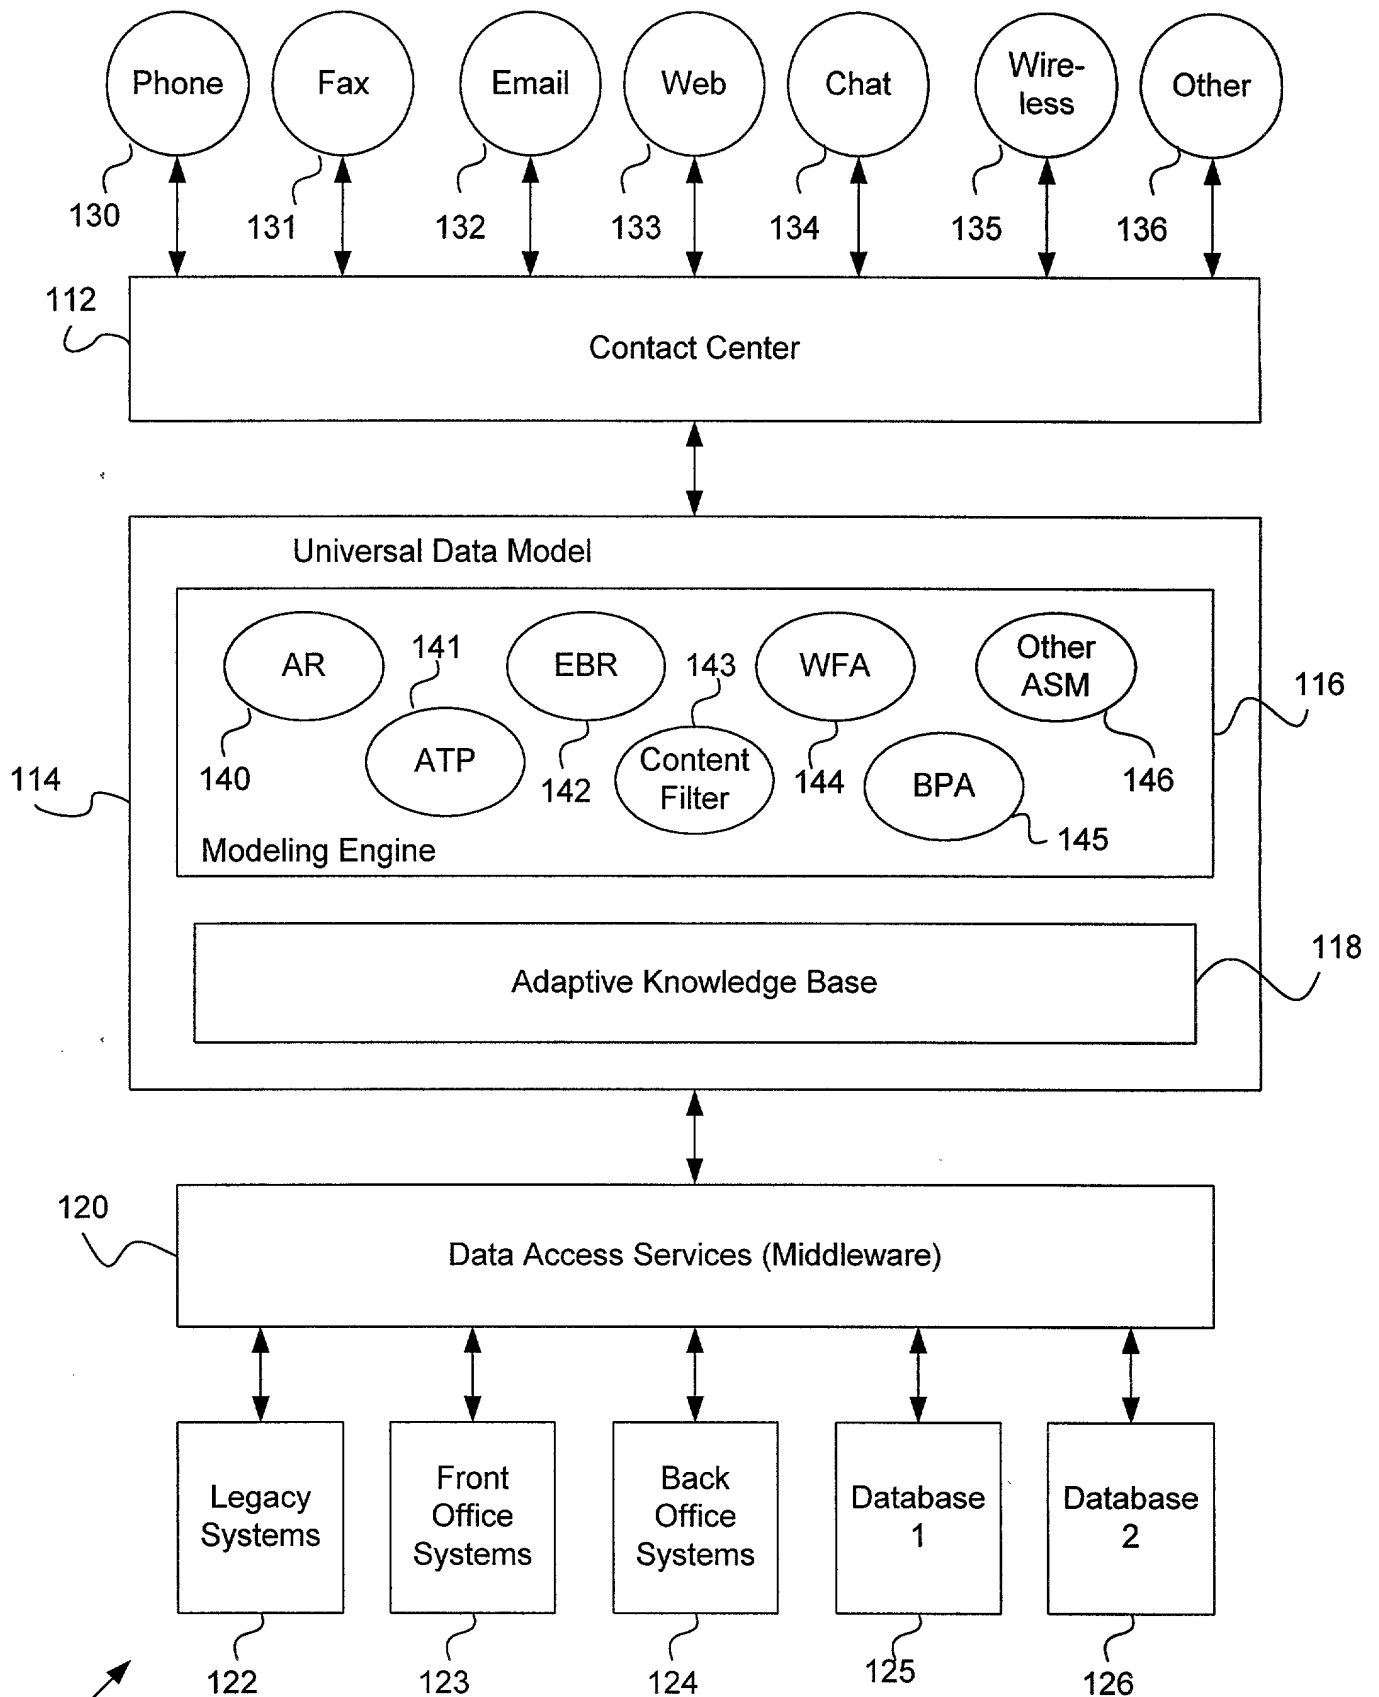 Phone
Fax
Email
Web
Chat
Wire-
less
Other
130
131
132
133
134
135
136
112
Contact Center
Universal Data Model
AR
141
EBR
143
WFA
Other
ASM
116
140
ATP
142
Content
Filter
144
BPA
146
114
145
Modeling Engine
118
Adaptive Knowledge Base
120
Data Access Services (Middleware)
Legacy
Systems
Front
Office
Systems
Back
Office
Systems
Database
1
Database
2
122
123
124
125
126